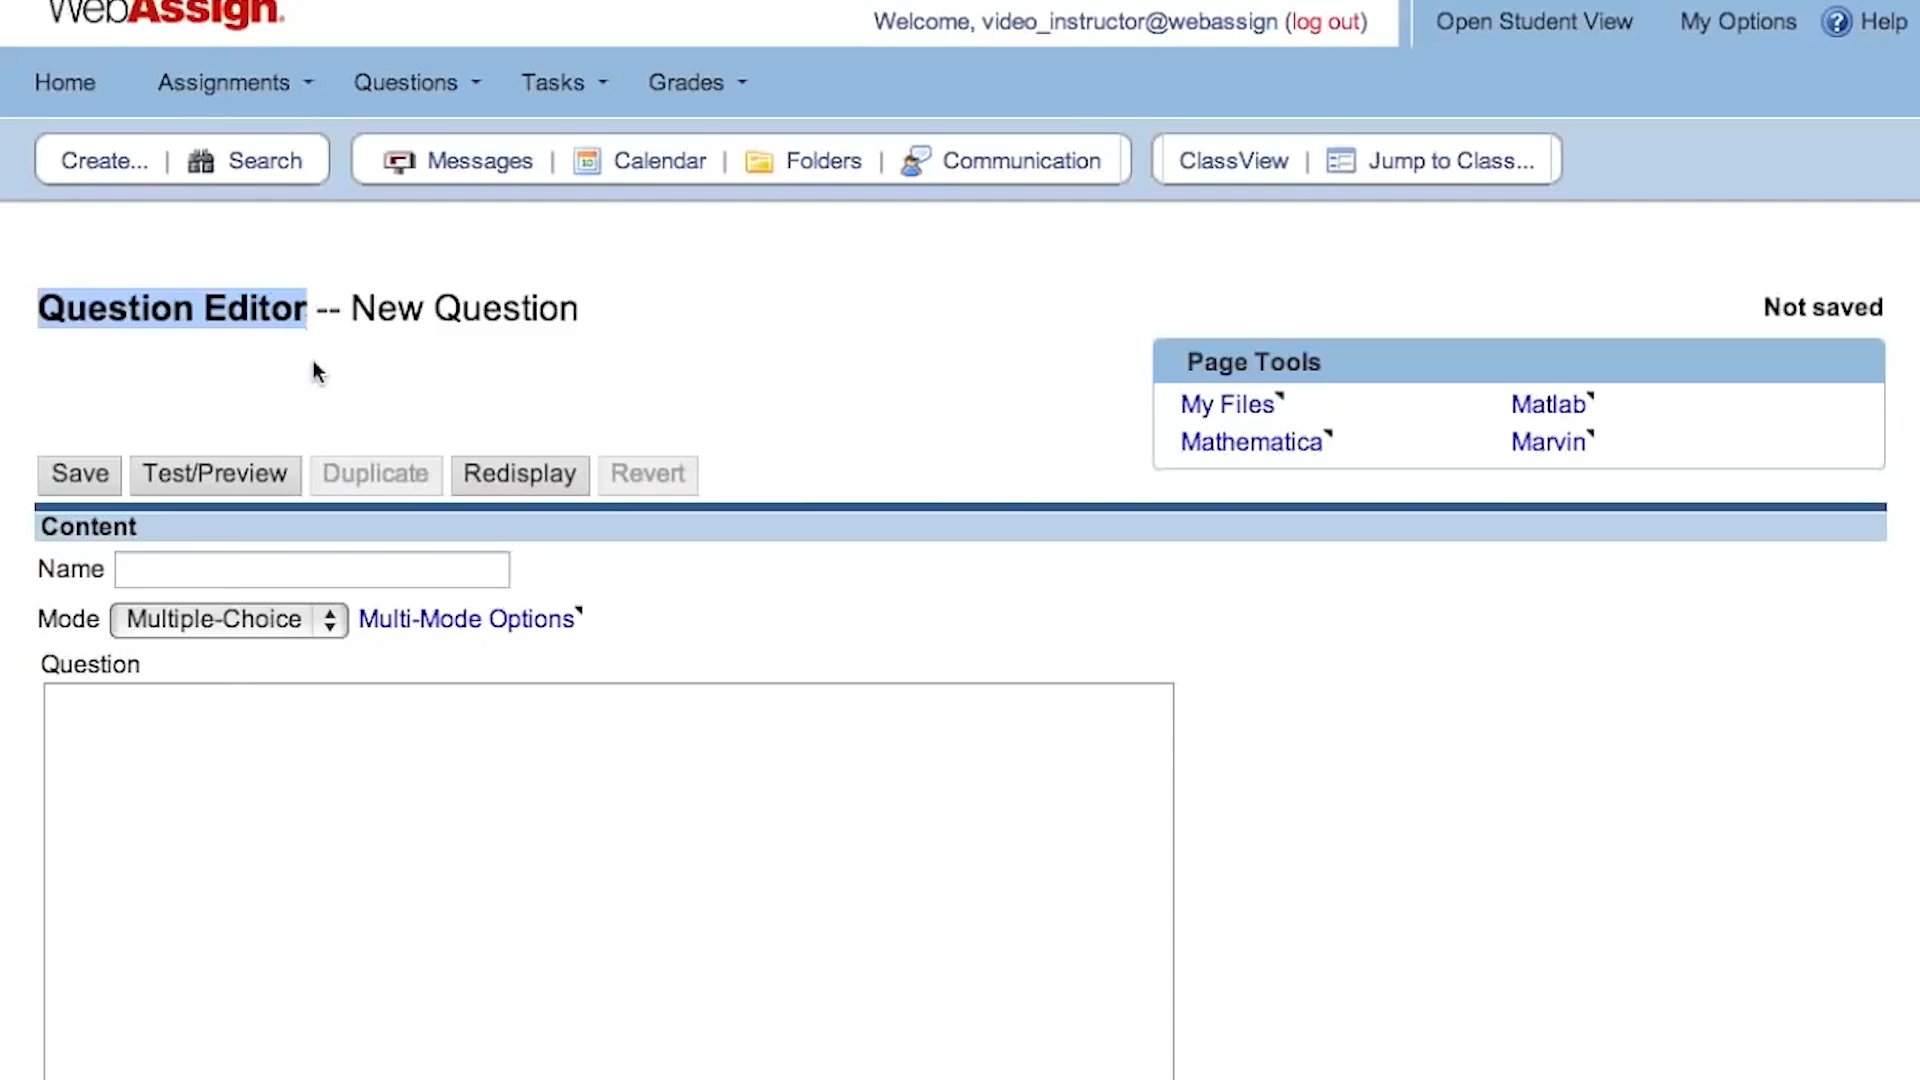 WebAssign.
Welcome, video_instructor@webassign (log out) Open Student View My Options ? Help
Home Assignments Questions Tasks Grades
Create... | Search Messages | 10 Calendar | Folders | Communication ClassView | Jump to Class...
Question Editor -- New Question Not saved
Page Tools
My Files Matlab
Mathematica Marvin
Save Test/Preview Duplicate Redisplay Revert
Content
Name
Mode Multiple-Choice Multi-Mode Options
Question